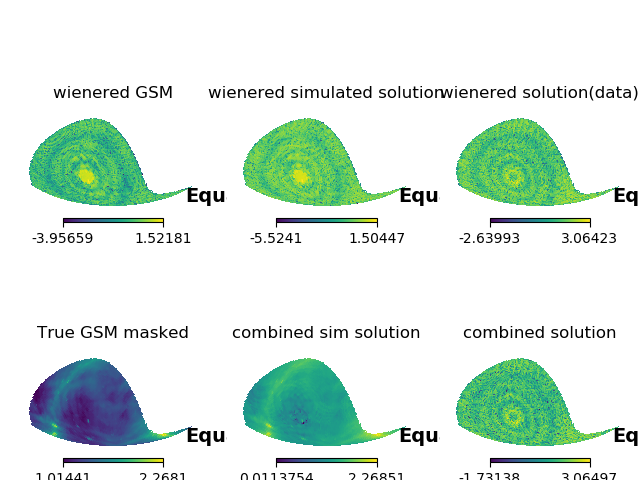 wienered GSM
wienered simulated solution
wienered solution(data)
Equ
Equ
Eq
-3.95659 1.52181
-5.5241 1.50447
-2.63993 3.06423
True GSM masked
combined sim solution
combined solution
Equ
Equ
Eq
1.01441 2.2681
0.0113754 2.26851
-1.73138 3.06497